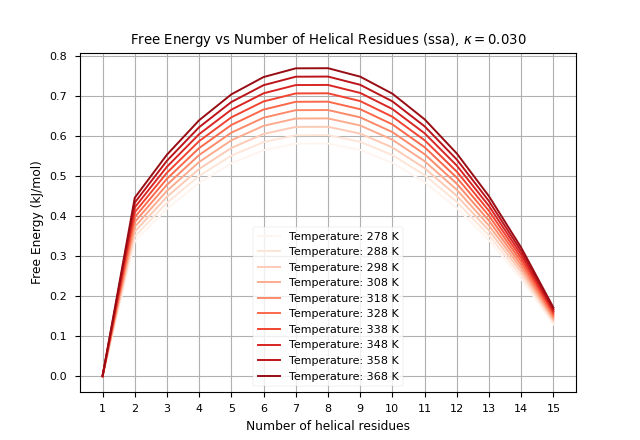 Free Energy vs Number of Helical Residues (ssa), κ = 0.030
0.8
0.7
0.6
0.5
0.4
0.3
0.2
0.1
0.0
Free Energy (kJ/mol)
Temperature: 278 K
Temperature: 288 K
Temperature: 298 K
Temperature: 308 K
Temperature: 318 K
Temperature: 328 K
Temperature: 338 K
Temperature: 348 K
Temperature: 358 K
Temperature: 368 K
1 2 3 4 5 6 7 8 9 10 11 12 13 14 15
Number of helical residues